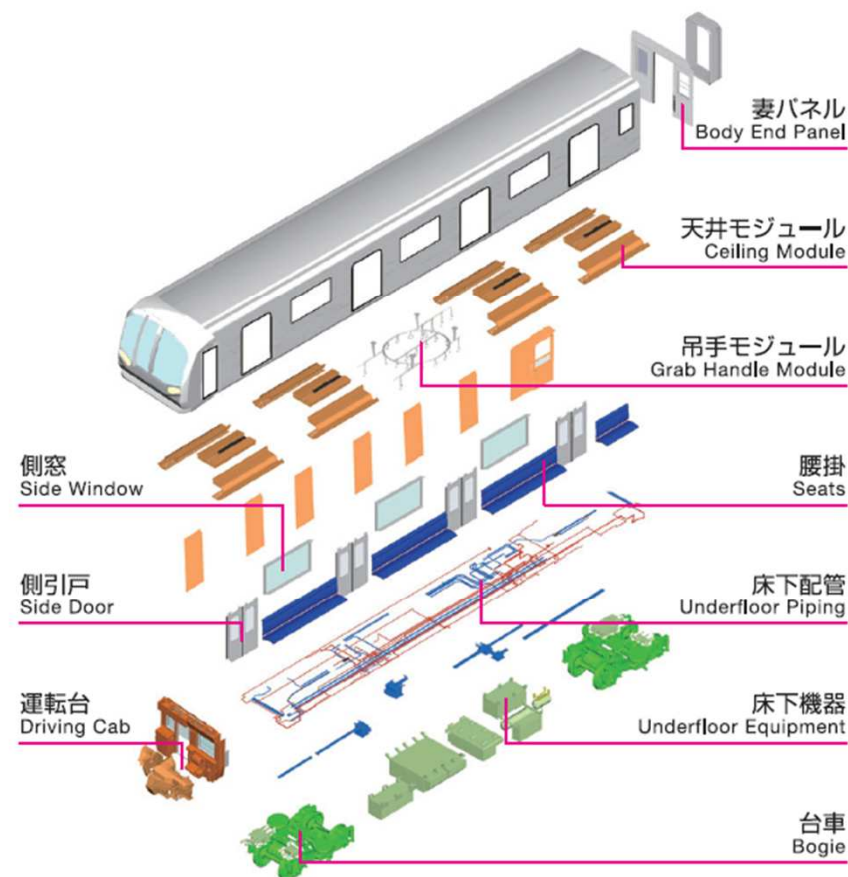 妻パネル
Body End Panel
天井モジュール
Ceiling Module
吊手モジュール
Grab Handle Module
側窓
Side Window
腰掛
Seats
側引戸
Side Door
床下配管
Underfloor Piping
運転台
Driving Cab
床下機器
Underfloor Equipment
台車
Bogie